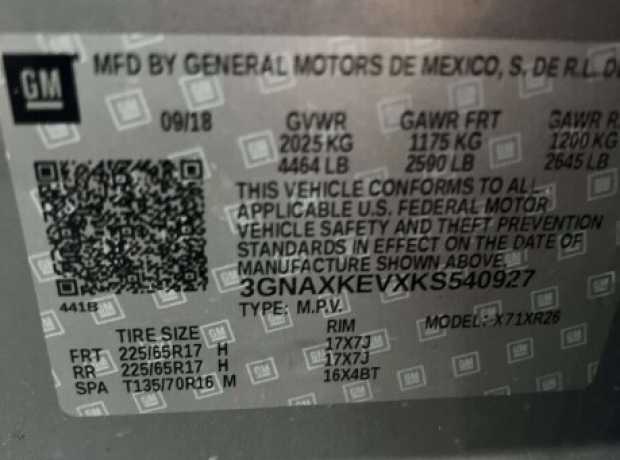 GM
MFD BY GENERAL MOTORS DE MEXICO, S. DE R.L. DE
09/18 GVWR GAWR FRT GAWR R
2025 KG 1175 KG 1200 KG
4464 LB 2590 LB 2645 LB
THIS VEHICLE CONFORMS TO ALL
APPLICABLE U.S. FEDERAL MOTOR
VEHICLE SAFETY AND THEFT PREVENTION
STANDARDS IN EFFECT ON THE DATE OF
MANUFACTURE SHOWN ABOVE.
3GNAXKEVXKS540927
441B
TYPE: M.P.V. MODEL: X71XR26
TIRE SIZE RIM
FRT 225/65R17 H 17X7J
RR 225/65R17 H 17X7J
SPA T135/70R16 M 16X4BT